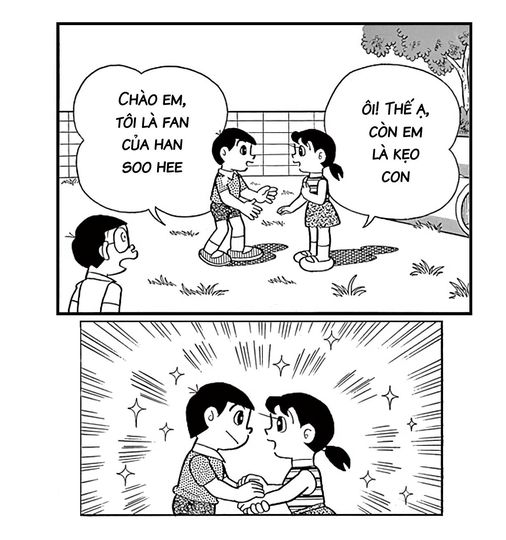 CHÀO EM,
TÔI LÀ FAN
CỦA HAN
SOO HEE
ÔI! THẾ Ạ,
CÒN EM
LÀ KẸO
CON